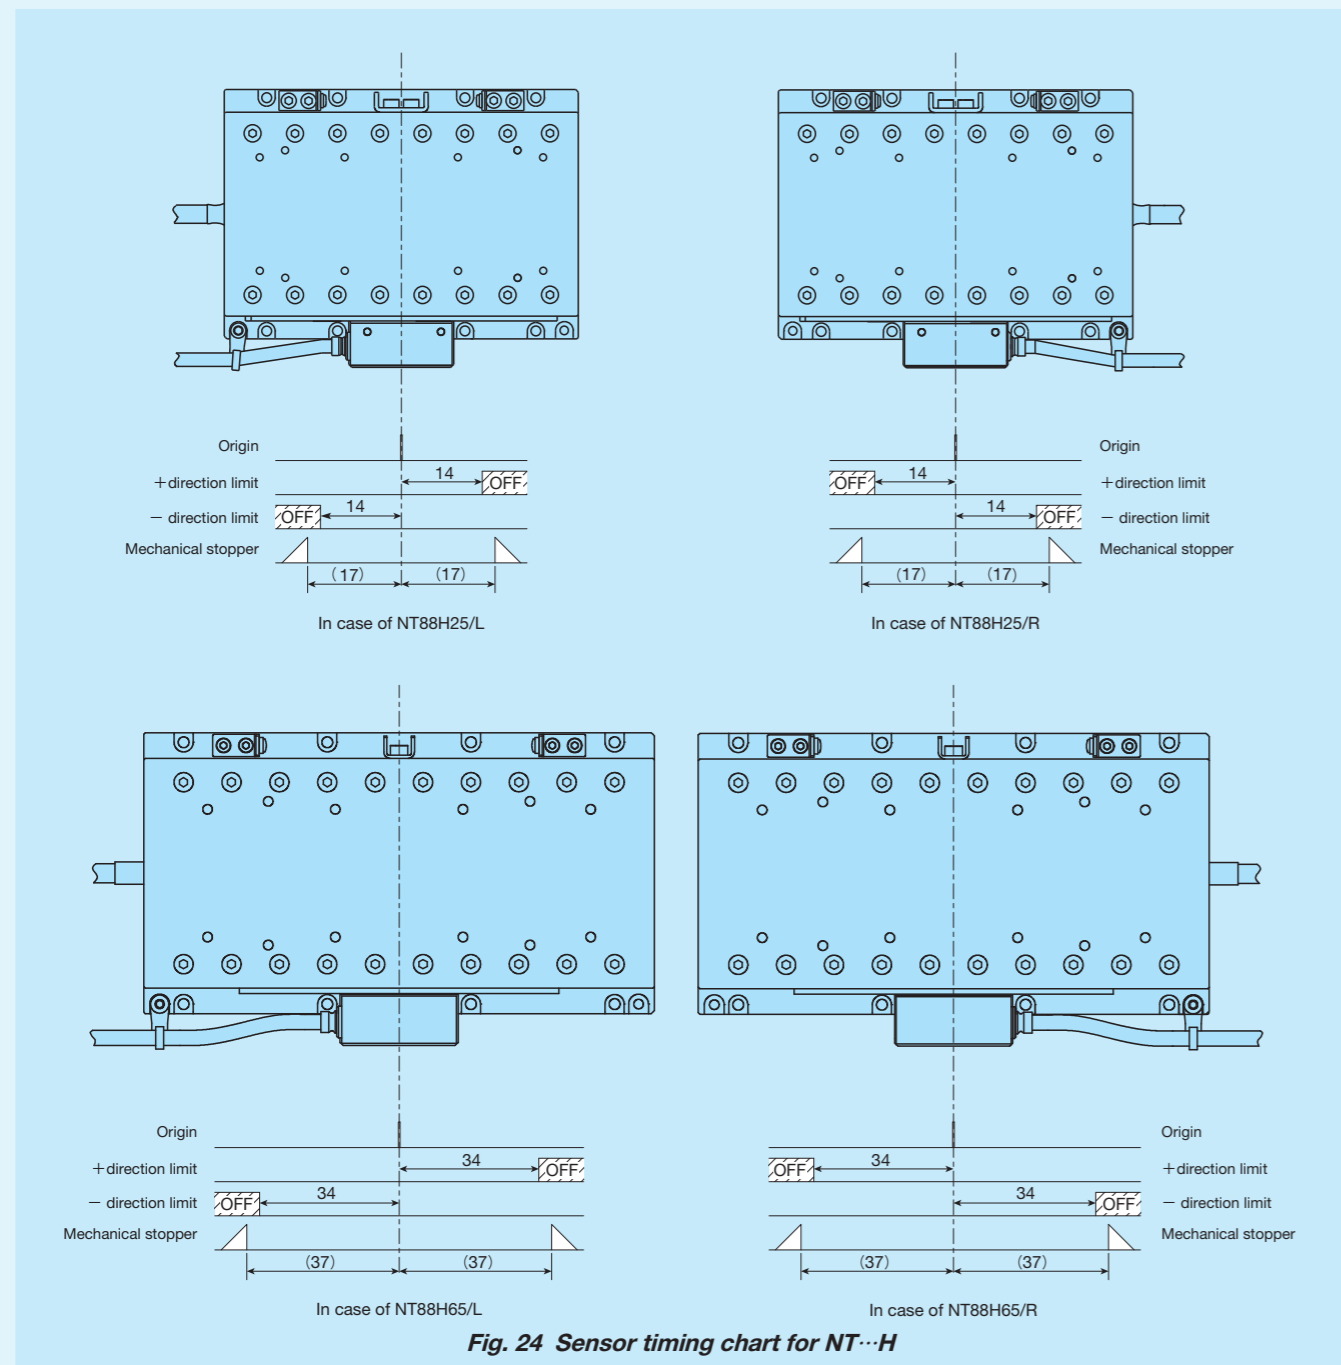 Origin
＋direction limit
－ direction limit
Mechanical stopper
14
OFF
OFF
14
（17）
（17）
In case of NT88H25/L
Origin
＋direction limit
－ direction limit
Mechanical stopper
OFF
14
14
OFF
（17）
（17）
In case of NT88H25/R
Origin
＋direction limit
－ direction limit
Mechanical stopper
34
OFF
OFF
34
（37）
（37）
In case of NT88H65/L
Origin
＋direction limit
－ direction limit
Mechanical stopper
OFF
34
34
OFF
（37）
（37）
In case of NT88H65/R
Fig. 24 Sensor timing chart for NT···H